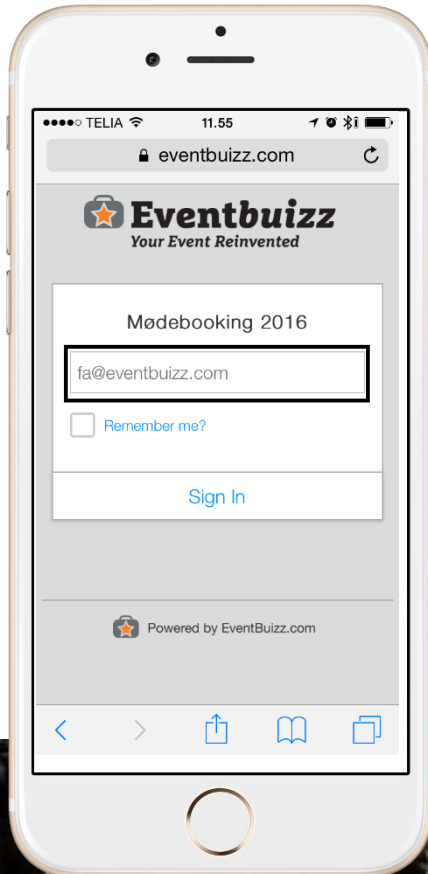 TELIA 11.55
eventbuizz.com
Eventbuizz
Your Event Reinvented
Mødebooking 2016
fa@eventbuizz.com
Remember me?
Sign In
Powered by EventBuizz.com